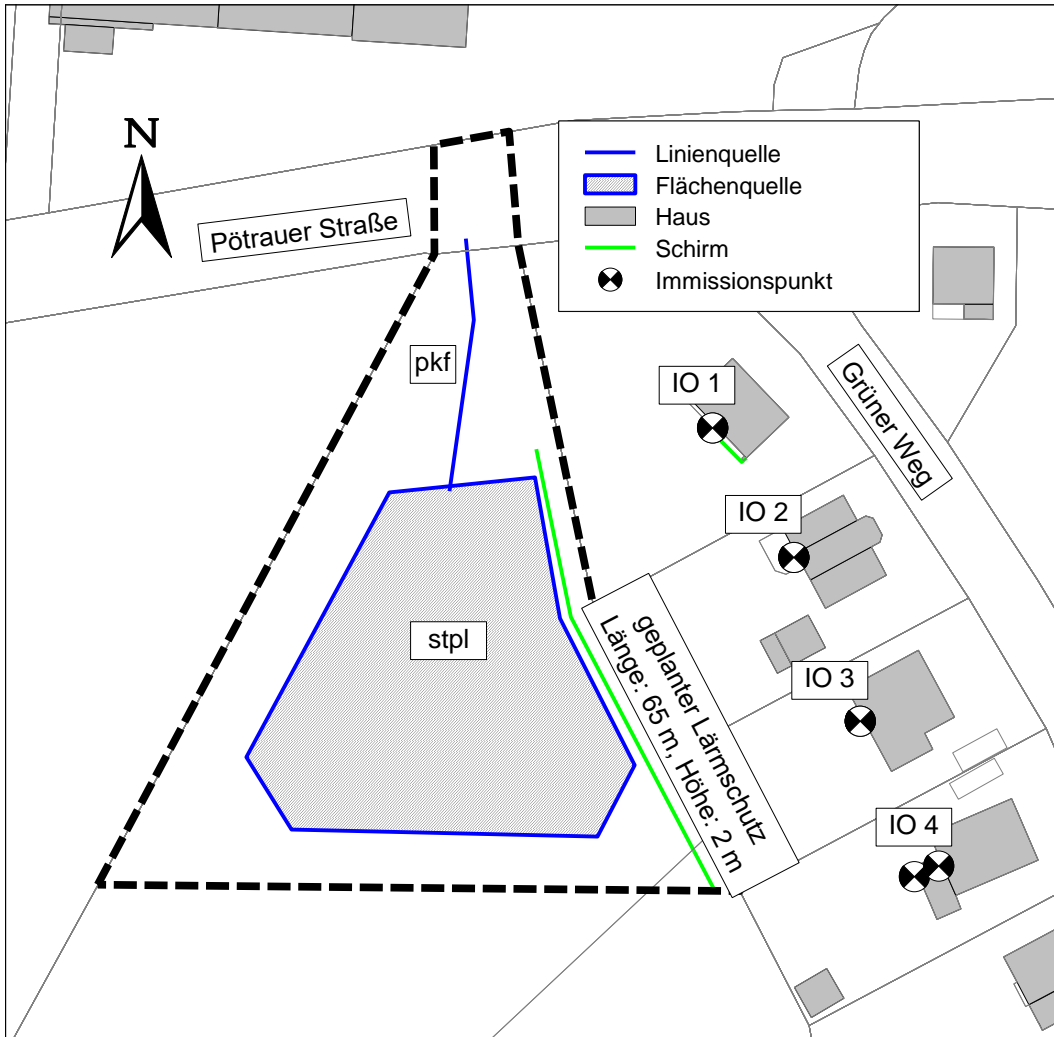 N
Pötrauer Straße
Linienquelle
Flächenquelle
Haus
Schirm
Immissionspunkt
pkf
IO 1
Grüner Weg
IO 2
stpl
geplanter Lärmschutz
Länge: 65 m, Höhe: 2 m
IO 3
IO 4